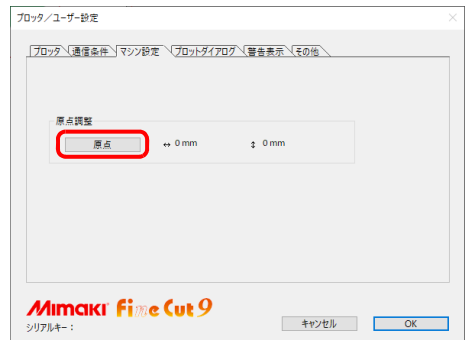 プロッタ／ユーザー設定
プロッタ 通信条件 マシン設定 プロットダイアログ 警告表示 その他
原点調整
原点 ↔ 0 mm ↕ 0 mm
Mimaki Fine Cut 9
シリアルキー：
キャンセル OK